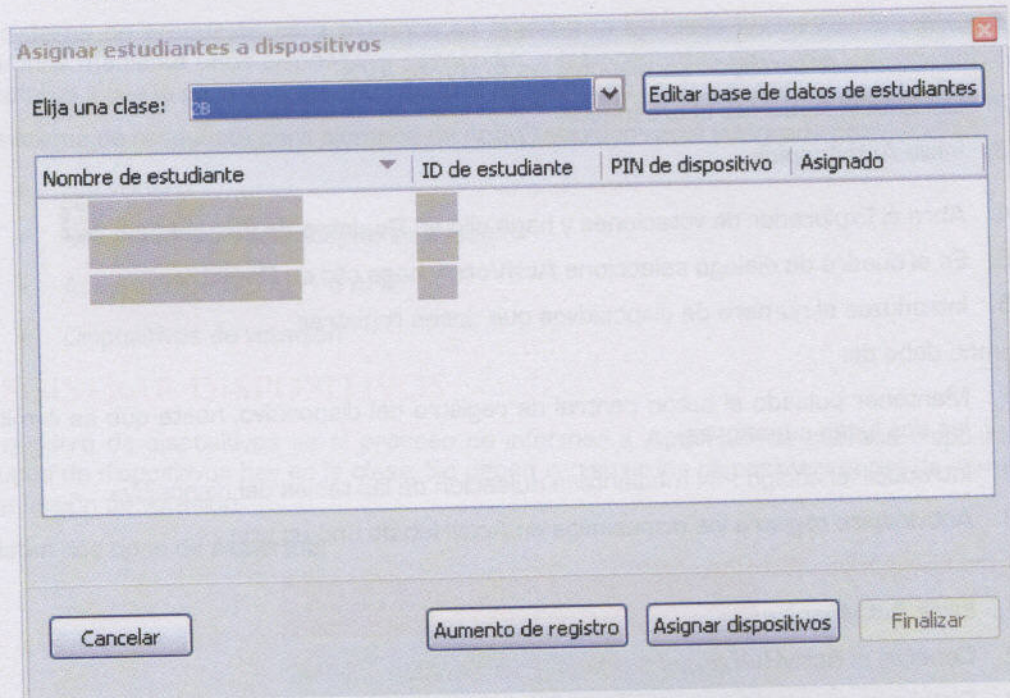 Asignar estudiantes a dispositivos
Elija una clase: 2B Editar base de datos de estudiantes
Nombre de estudiante ID de estudiante PIN de dispositivo Asignado
Cancelar Aumento de registro Asignar dispositivos Finalizar